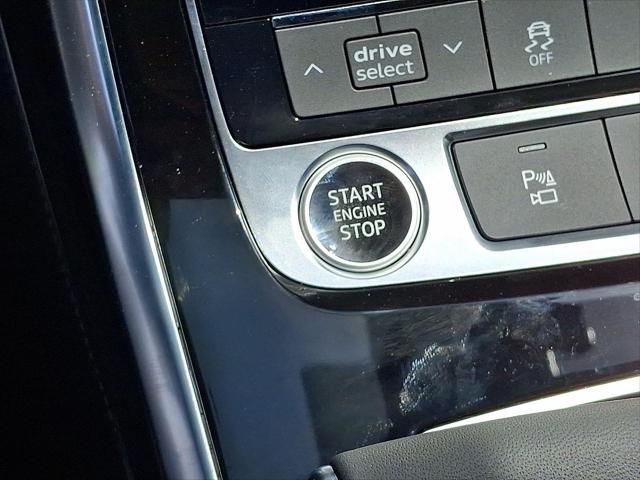 drive
select
OFF
START
ENGINE
STOP
P